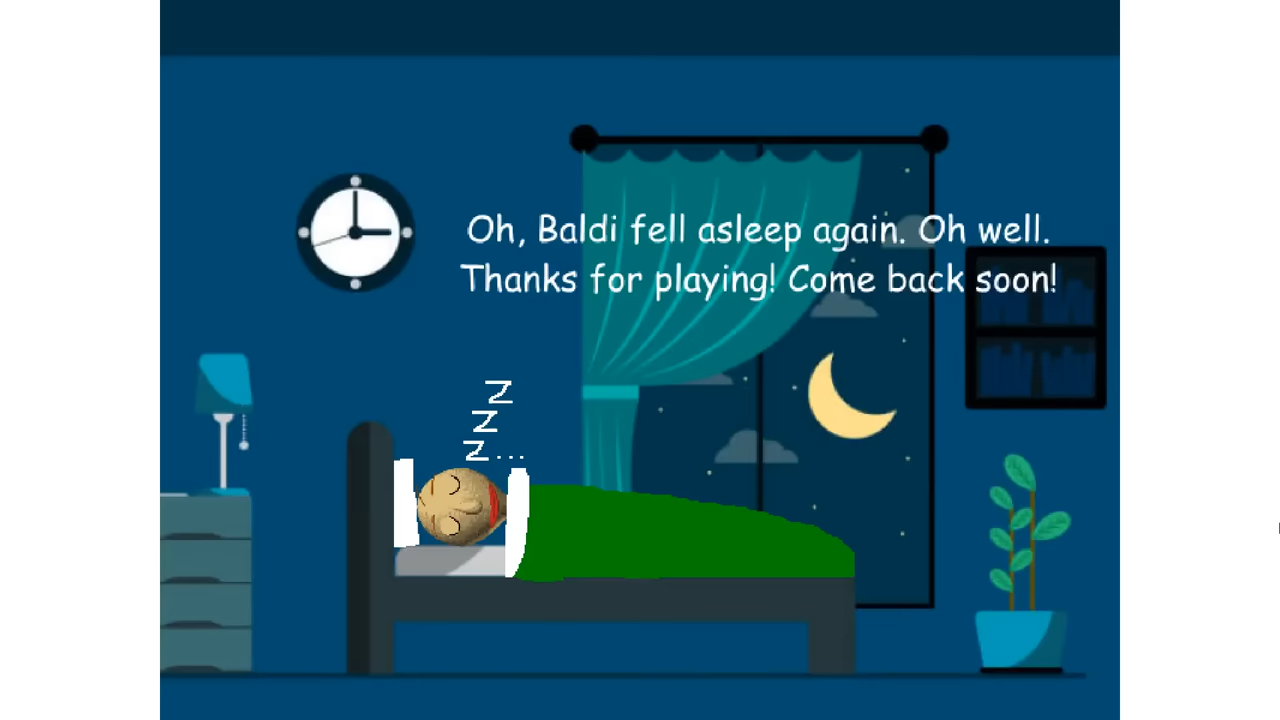 Oh, Baldi fell asleep again. Oh well.
Thanks for playing! Come back soon!
Z
Z
Z...